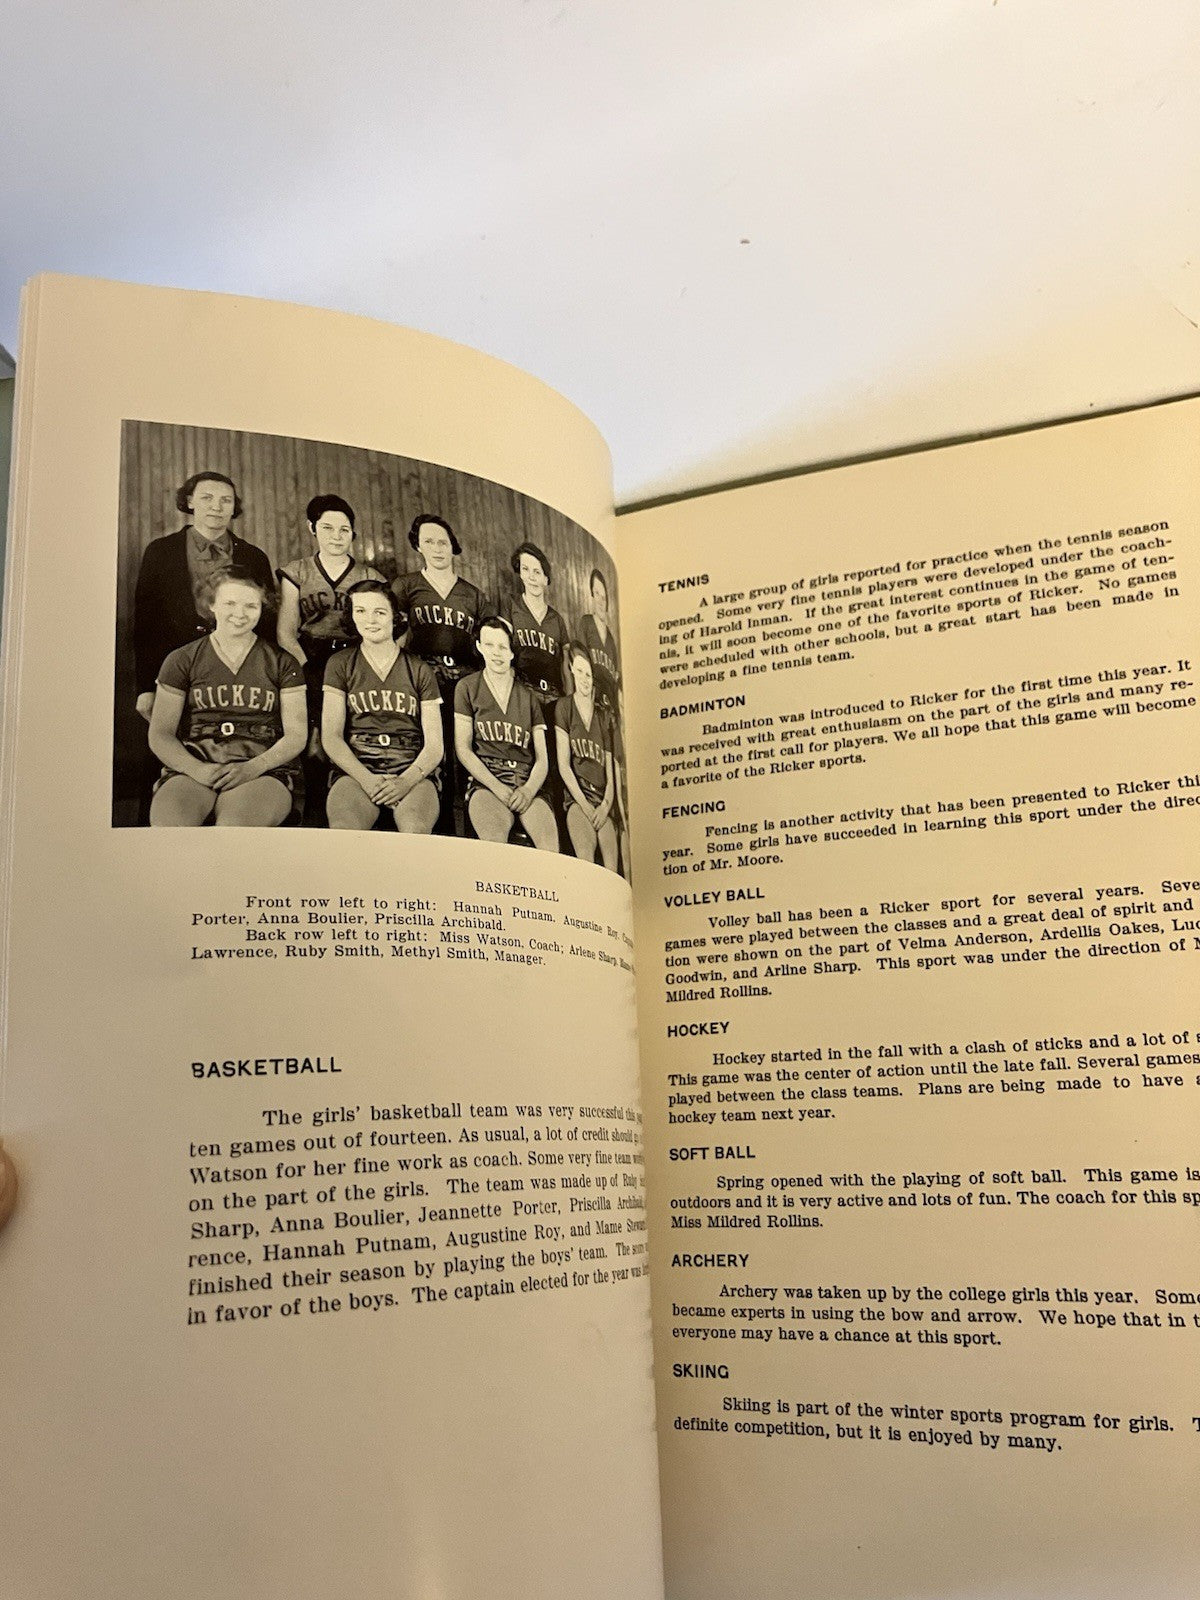 RICKER
RICKER
RICKER
RICKER
RICKER
RICKER
BASKETBALL
Front row left to right: Hannah Putnam, Augustine Roy,
Porter, Anna Boulier, Priscilla Archibald.
Back row left to right: Miss Watson, Coach; Arlene Sharp,
Lawrence, Ruby Smith, Methyl Smith, Manager.
BASKETBALL
The girls' basketball team was very successful this
ten games out of fourteen. As usual, a lot of credit should
Watson for her fine work as coach. Some very fine team
on the part of the girls. The team was made up of
Sharp, Anna Boulier, Jeannette Porter, Priscilla
rence, Hannah Putnam, Augustine Roy, and Mame
finished their season by playing the boys' team. The
in favor of the boys. The captain elected for the year was
TENNIS
A large group of girls reported for practice when the tennis season
opened. Some very fine tennis players were developed under the coach-
ing of Harold Inman. If the great interest continues in the game of ten-
nis, it will soon become one of the favorite sports of Ricker. No games
were scheduled with other schools, but a great start has been made in
developing a fine tennis team.
BADMINTON
Badminton was introduced to Ricker for the first time this year. It
was received with great enthusiasm on the part of the girls and many re-
ported at the first call for players. We all hope that this game will become
a favorite of the Ricker sports.
FENCING
Fencing is another activity that has been presented to Ricker thi
year. Some girls have succeeded in learning this sport under the direc
tion of Mr. Moore.
VOLLEY BALL
Volley ball has been a Ricker sport for several years. Seve
games were played between the classes and a great deal of spirit and
tion were shown on the part of Velma Anderson, Ardellis Oakes, Luc
Goodwin, and Arline Sharp. This sport was under the direction of
Mildred Rollins.
HOCKEY
Hockey started in the fall with a clash of sticks and a lot of
This game was the center of action until the late fall. Several games
played between the class teams. Plans are being made to have
hockey team next year.
SOFT BALL
Spring opened with the playing of soft ball. This game is
outdoors and it is very active and lots of fun. The coach for this sp
Miss Mildred Rollins.
ARCHERY
Archery was taken up by the college girls this year. Some
became experts in using the bow and arrow. We hope that in t
everyone may have a chance at this sport.
SKIING
Skiing is part of the winter sports program for girls. T
definite competition, but it is enjoyed by many.